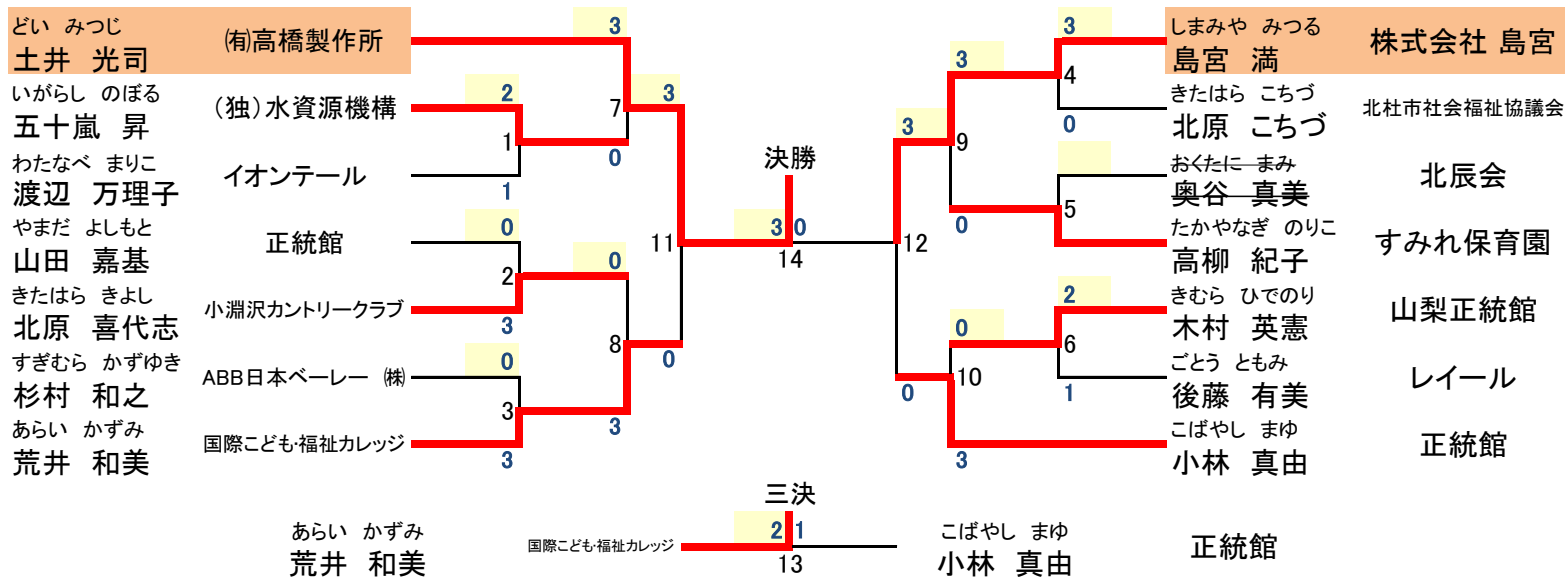 どい みつじ
土井 光司
㈲高橋製作所
3
いがらし のぼる
五十嵐 昇
（独）水資源機構
2
7
3
1
0
わたなべ まりこ
渡辺 万理子
イオンテール
1
やまだ よしもと
山田 嘉基
正統館
0
11
2
0
きたはら きよし
北原 喜代志
小淵沢カントリークラブ
3
8
0
すぎむら かずゆき
杉村 和之
ABB日本ベーレー ㈱
0
3
3
あらい かずみ
荒井 和美
国際こども・福祉カレッジ
3
決勝
3 0
14
しまみや みつる
島宮 満
株式会社 島宮
3
3
4
きたはら こちづ
北原 こちづ
北杜市社会福祉協議会
0
3
9
おくたに まみ
奥谷 真美
北辰会
5
0
12
たかやなぎ のりこ
高柳 紀子
すみれ保育園
きむら ひでのり
木村 英憲
山梨正統館
2
0
6
ごとう ともみ
後藤 有美
レイール
1
10
0
こばやし まゆ
小林 真由
正統館
3
三決
あらい かずみ
荒井 和美
国際こども・福祉カレッジ
2 1
13
こばやし まゆ
小林 真由
正統館